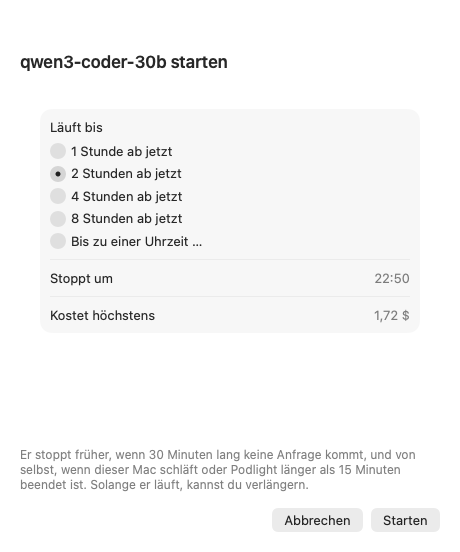 qwen3-coder-30b starten
Läuft bis
1 Stunde ab jetzt
2 Stunden ab jetzt
4 Stunden ab jetzt
8 Stunden ab jetzt
Bis zu einer Uhrzeit ...
Stoppt um 22:50
Kostet höchstens 1,72 $
Er stoppt früher, wenn 30 Minuten lang keine Anfrage kommt, und von
selbst, wenn dieser Mac schläft oder Podlight länger als 15 Minuten
beendet ist. Solange er läuft, kannst du verlängern.
Abbrechen Starten